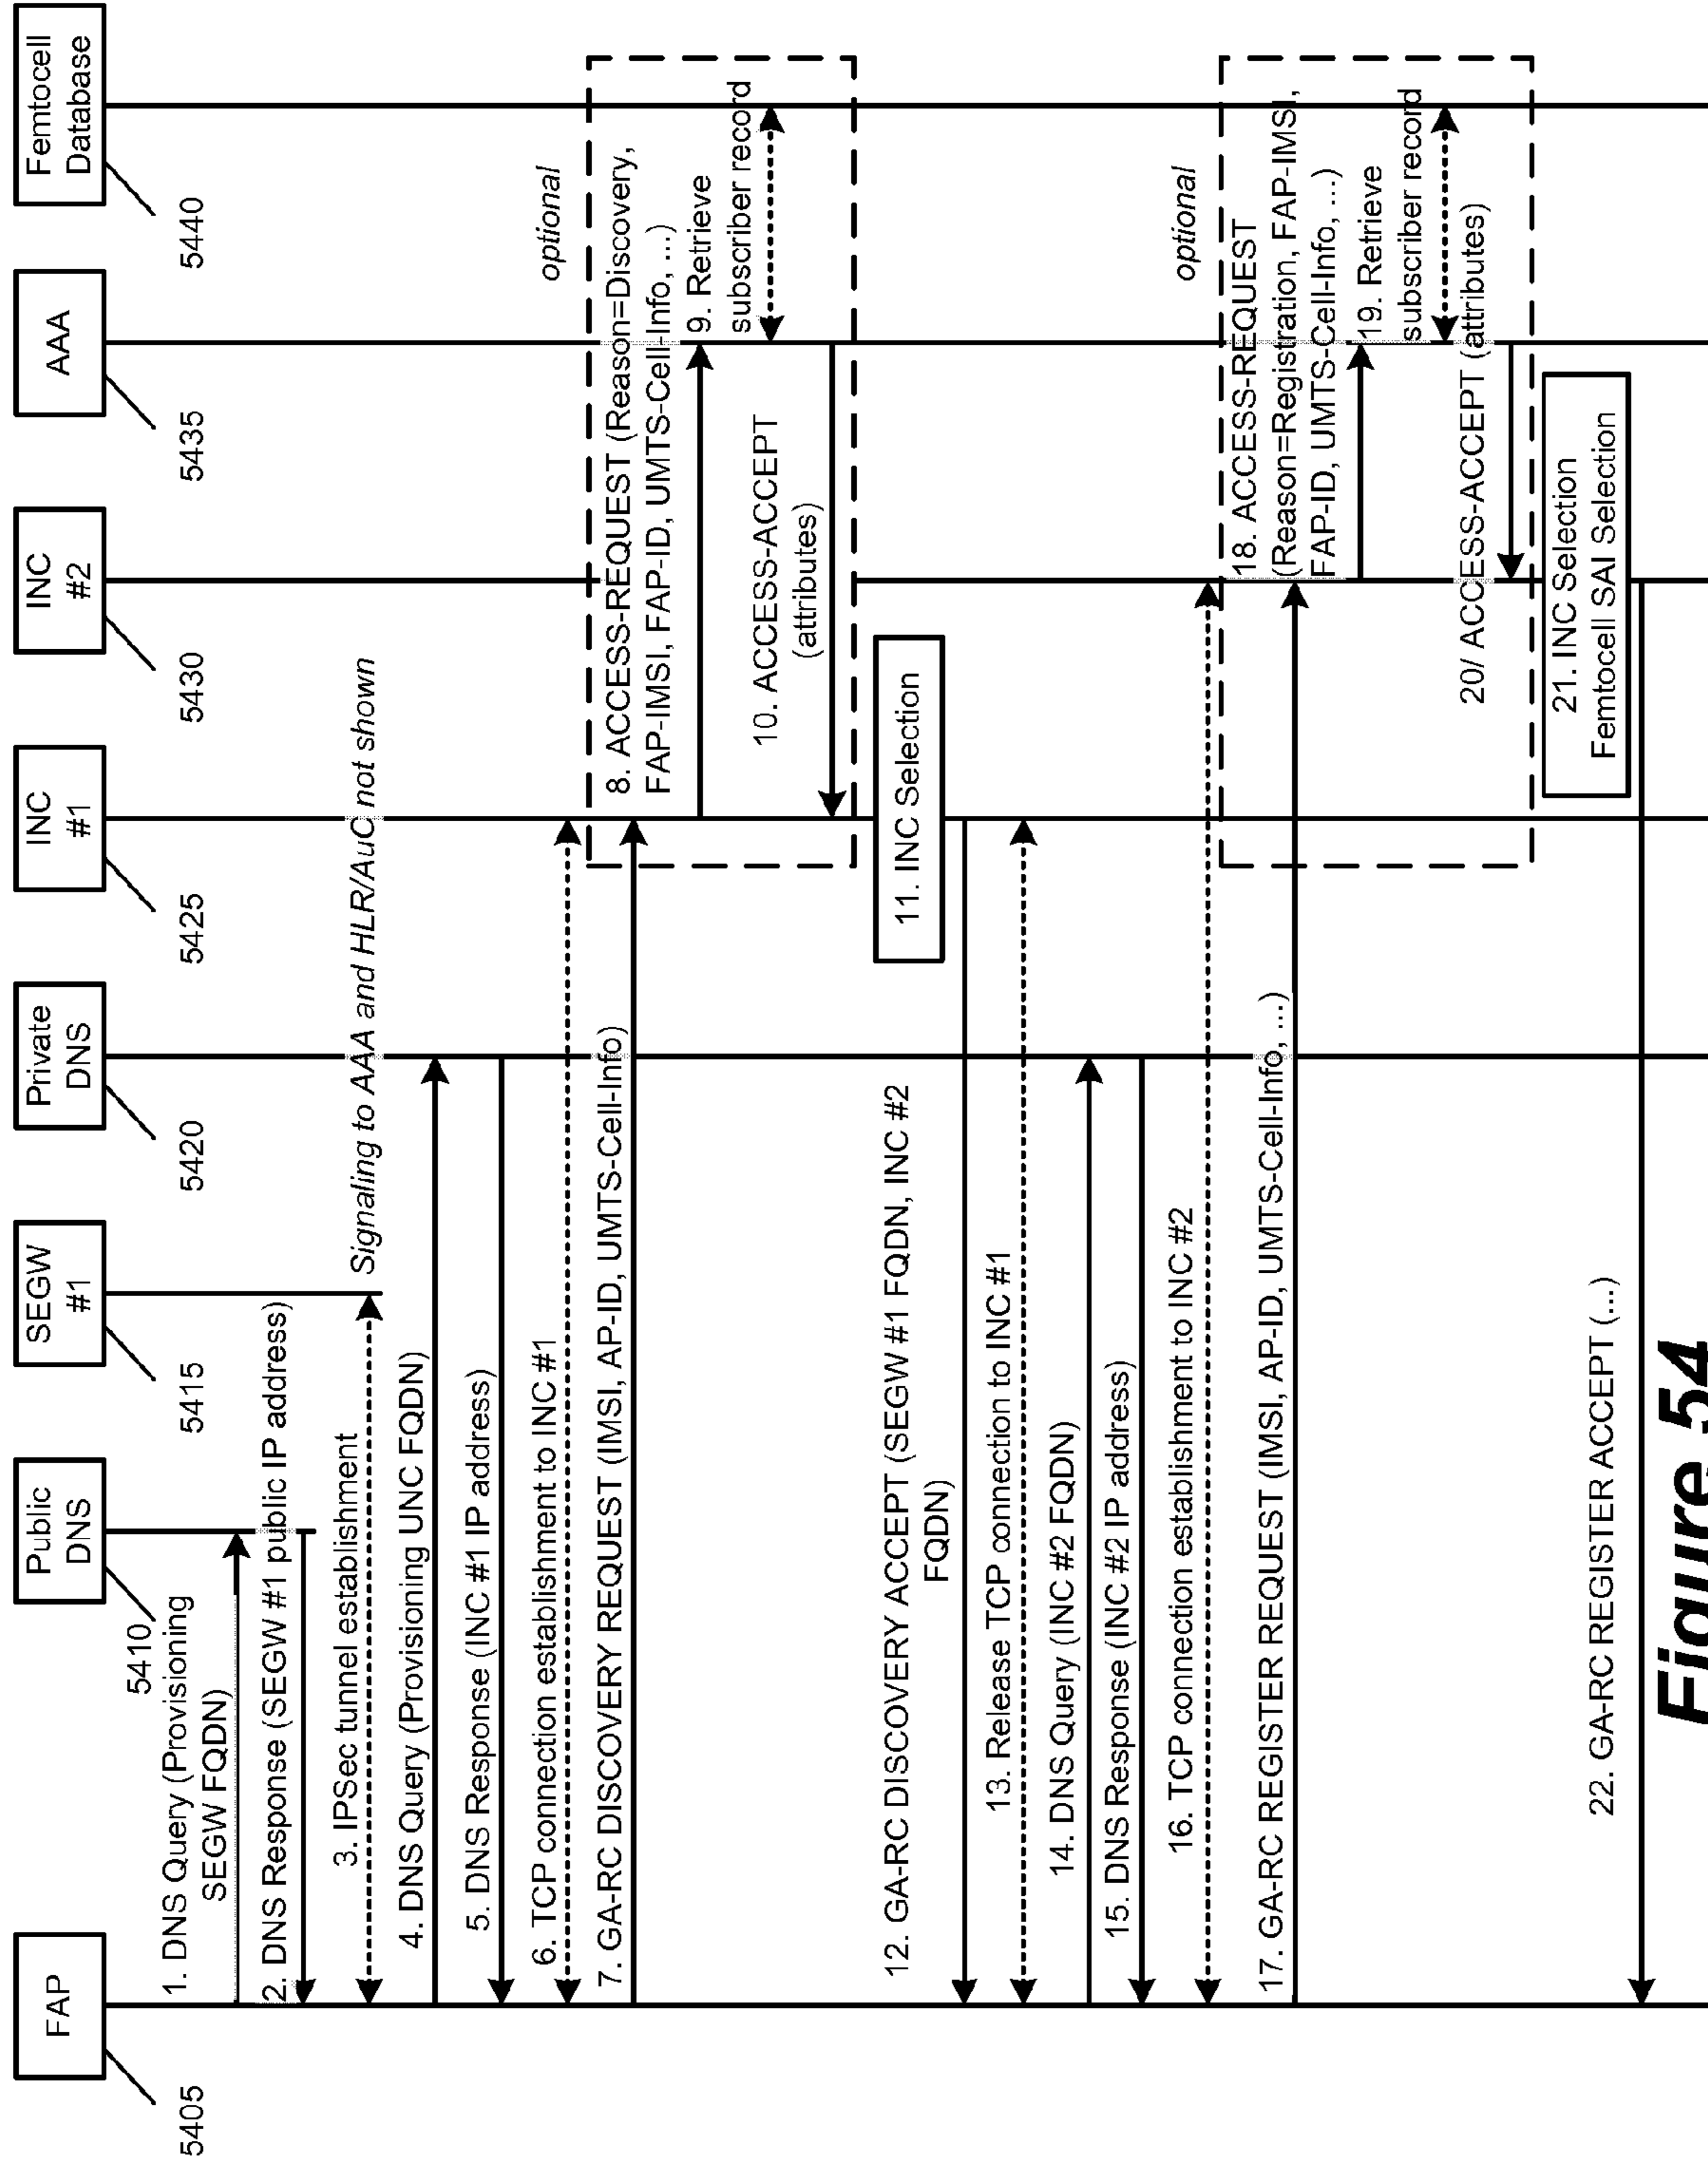 FAP
Public
DNS
SEGW
#1
Private
DNS
INC
#1
INC
#2
AAA
Femtocell
Database
5405
5410
5415
5420
5425
5430
5435
5440
1. DNS Query (Provisioning
SEGW FQDN)
2. DNS Response (SEGW #1 public IP address)
3. IPSec tunnel establishment
Signaling to AAA and HLR/AuC not shown
4. DNS Query (Provisioning UNC FQDN)
5. DNS Response (INC #1 IP address)
6. TCP connection establishment to INC #1
optional
7. GA-RC DISCOVERY REQUEST (IMSI, AP-ID, UMTS-Cell-Info)
8. ACCESS-REQUEST (Reason=Discovery,
FAP-IMSI, FAP-ID, UMTS-Cell-Info, ...)
9. Retrieve
subscriber record
10. ACCESS-ACCEPT
(attributes)
11. INC Selection
12. GA-RC DISCOVERY ACCEPT (SEGW #1 FQDN, INC #2
FQDN)
13. Release TCP connection to INC #1
14. DNS Query (INC #2 FQDN)
15. DNS Response (INC #2 IP address)
16. TCP connection establishment to INC #2
optional
17. GA-RC REGISTER REQUEST (IMSI, AP-ID, UMTS-Cell-Info, ...)
18. ACCESS-REQUEST
(Reason=Registration, FAP-IMSI,
FAP-ID, UMTS-Cell-Info, ...)
19. Retrieve
subscriber record
20/ ACCESS-ACCEPT (attributes)
21. INC Selection
Femtocell SAI Selection
22. GA-RC REGISTER ACCEPT (...)
Figure 54